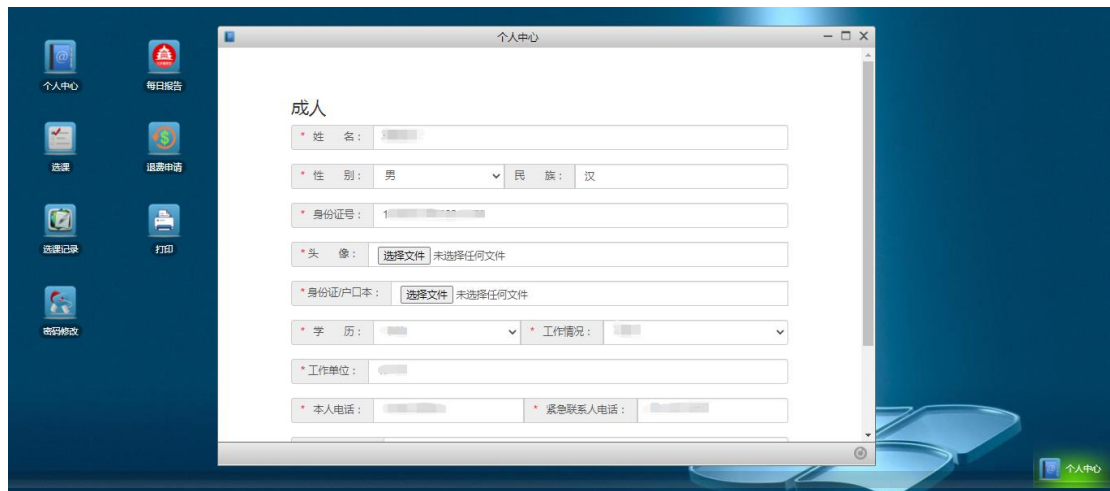 个人中心
每日报告
选课
退费申请
选课记录
打印
密码修改
个人中心
成人
* 姓 名：
* 性 别： 男 民 族： 汉
* 身份证号： 1
* 头 像： 选择文件 未选择任何文件
* 身份证/户口本： 选择文件 未选择任何文件
* 学 历： * 工作情况：
* 工作单位：
* 本人电话： * 紧急联系人电话：
个人中心